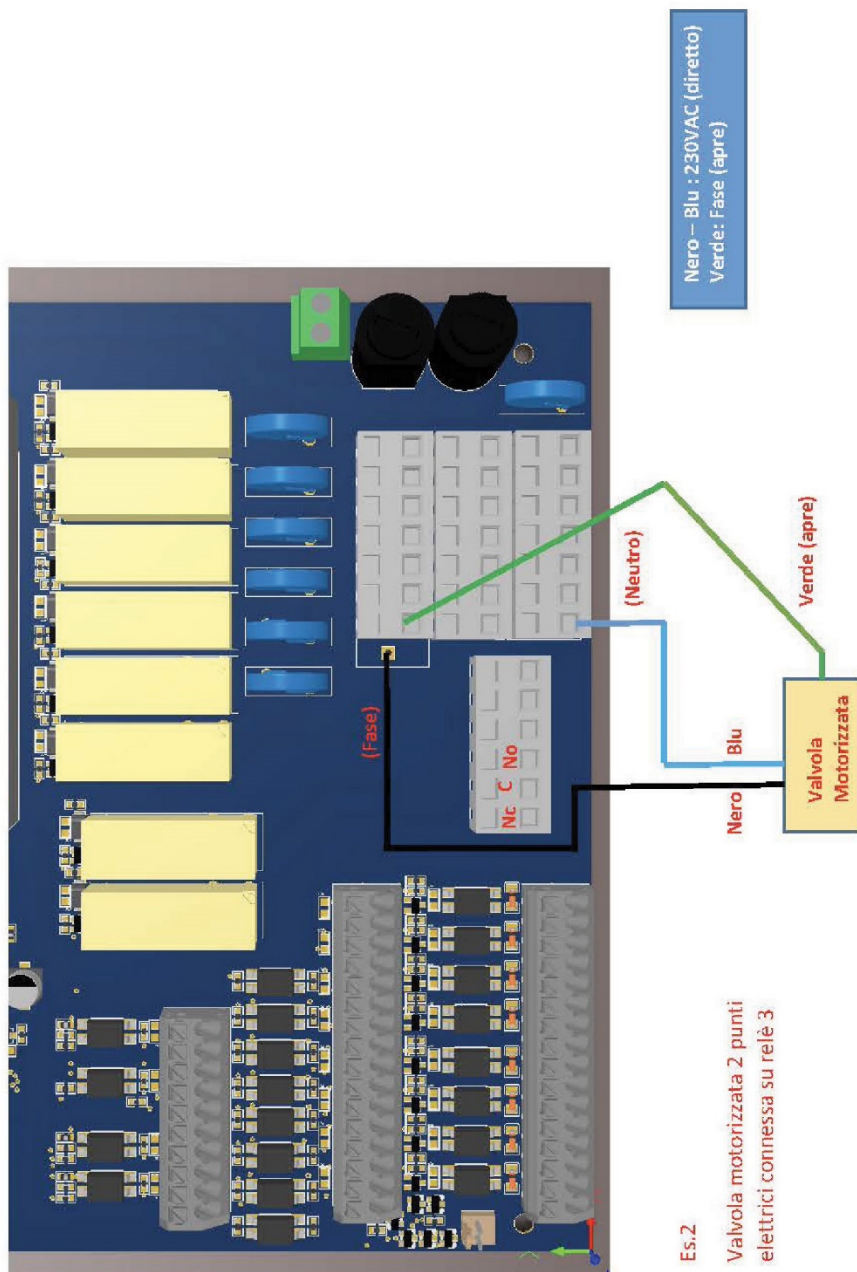 Es.2
Valvola motorizzata 2 punti
elettrici connessa su relè 3
(Fase)
Nc C No
Nero
Blu
(Neutro)
Verde (apre)
Valvola
Motorizzata
Nero – Blu : 230VAC (diretto)
Verde: Fase (apre)